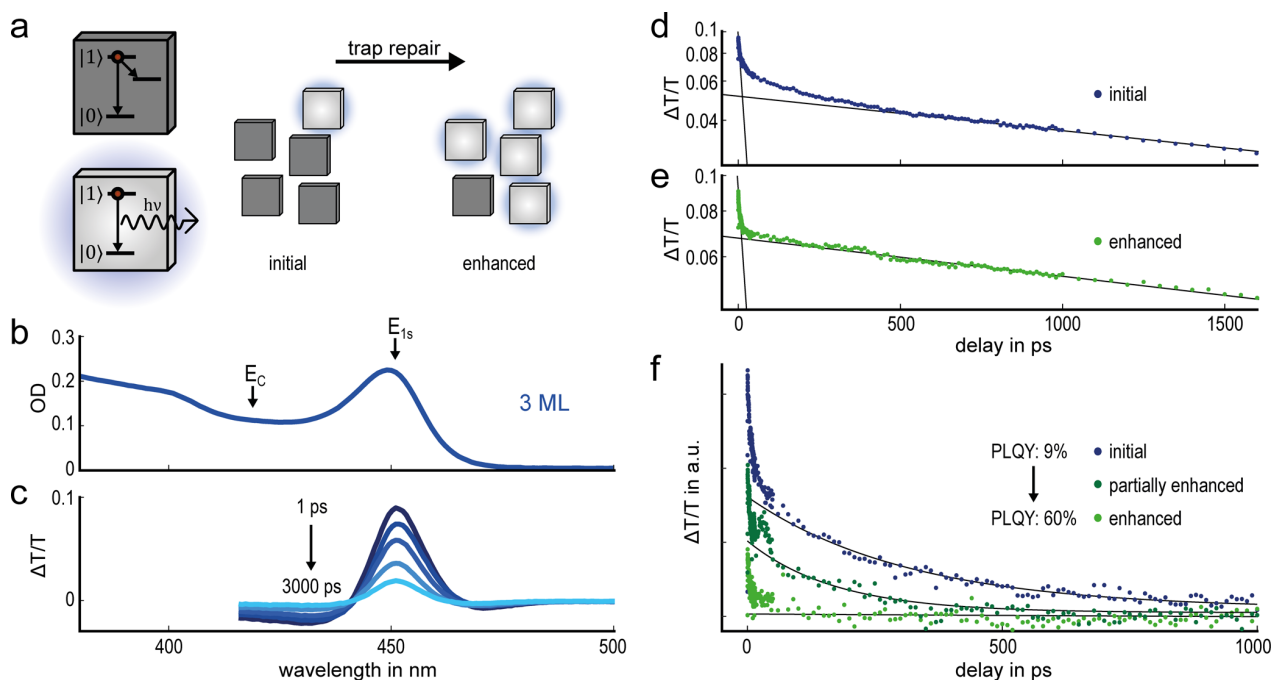 a
|1⟩
|0⟩
|1⟩
hν
|0⟩
trap repair
initial
enhanced
b
0.3
0.2
0.1
0
OD
E_C
E_1s
3 ML
c
0.1
0
ΔT/T
1 ps
3000 ps
400
450
500
wavelength in nm
d
0.1
0.08
0.06
0.04
ΔT/T
initial
e
0.1
0.08
0.06
ΔT/T
enhanced
0
500
1000
1500
delay in ps
f
ΔT/T in a.u.
PLQY: 9%
initial
partially enhanced
PLQY: 60%
enhanced
0
500
1000
delay in ps